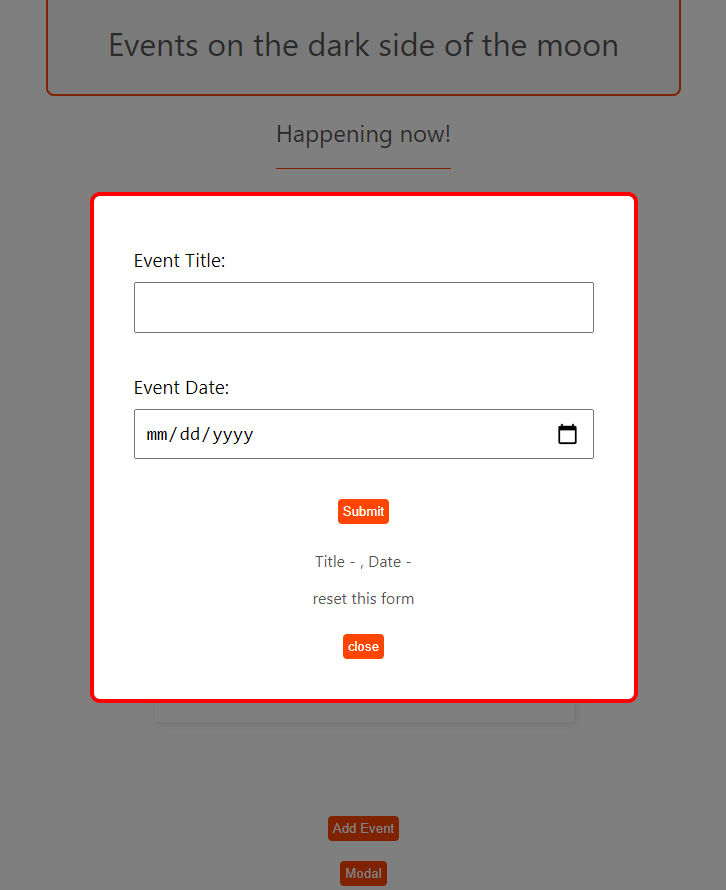 Events on the dark side of the moon
Happening now!
Event Title:
Event Date:
mm/dd/yyyy
Submit
Title - , Date -
reset this form
close
Add Event
Modal